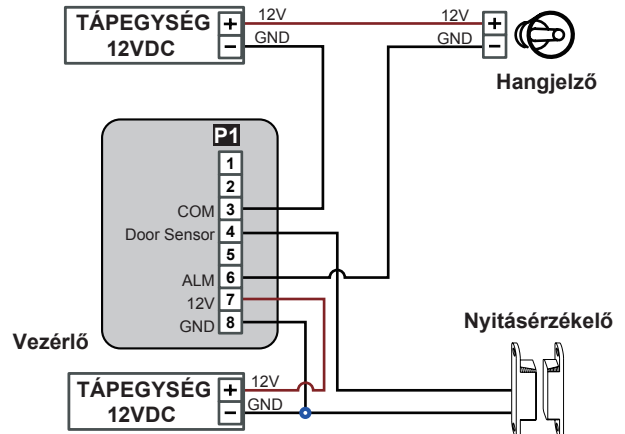 TÁPEGYSÉG + 12V 12V +
12VDC − GND GND −
Hangjelző
P1
1
2
COM 3
Door Sensor 4
5
ALM 6
12V 7
GND 8
Vezérlő
Nyitásérzékelő
TÁPEGYSÉG + 12V
12VDC − GND